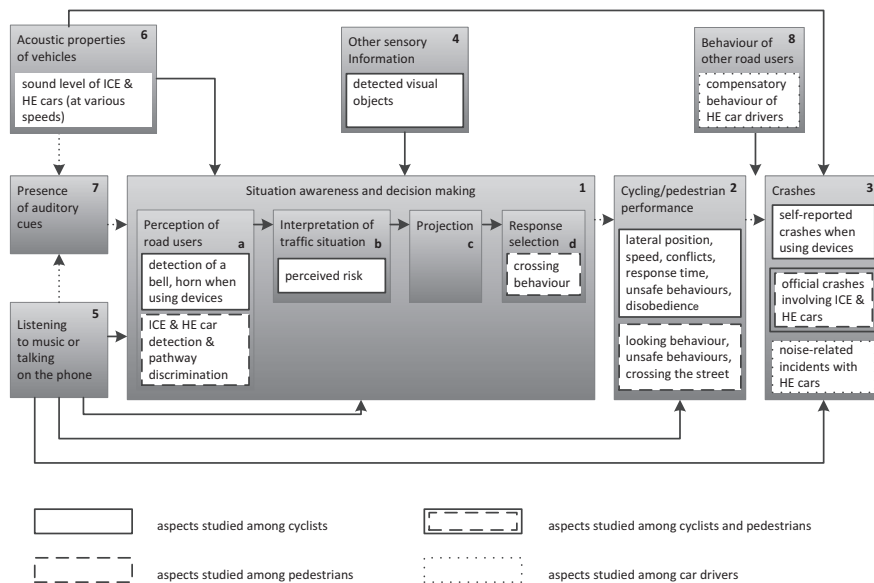 6
Acoustic properties
of vehicles
sound level of ICE &
HE cars (at various
speeds)
4
Other sensory
Information
detected visual
objects
8
Behaviour of
other road users
compensatory
behaviour of
HE car drivers
7
Presence
of auditory
cues
5
Listening
to music or
talking
on the phone
Situation awareness and decision making
1
Perception of
road users
a
detection of a
bell, horn when
using devices
ICE & HE car
detection &
pathway
discrimination
Interpretation of
traffic situation
b
perceived risk
Projection
c
Response
selection
d
crossing
behaviour
Cycling/pedestrian
performance
2
lateral position,
speed, conflicts,
response time,
unsafe behaviours,
disobedience
looking behaviour,
unsafe behaviours,
crossing the street
Crashes
3
self-reported
crashes when
using devices
official crashes
involving ICE &
HE cars
noise-related
incidents with
HE cars
aspects studied among cyclists
aspects studied among cyclists and pedestrians
aspects studied among pedestrians
aspects studied among car drivers